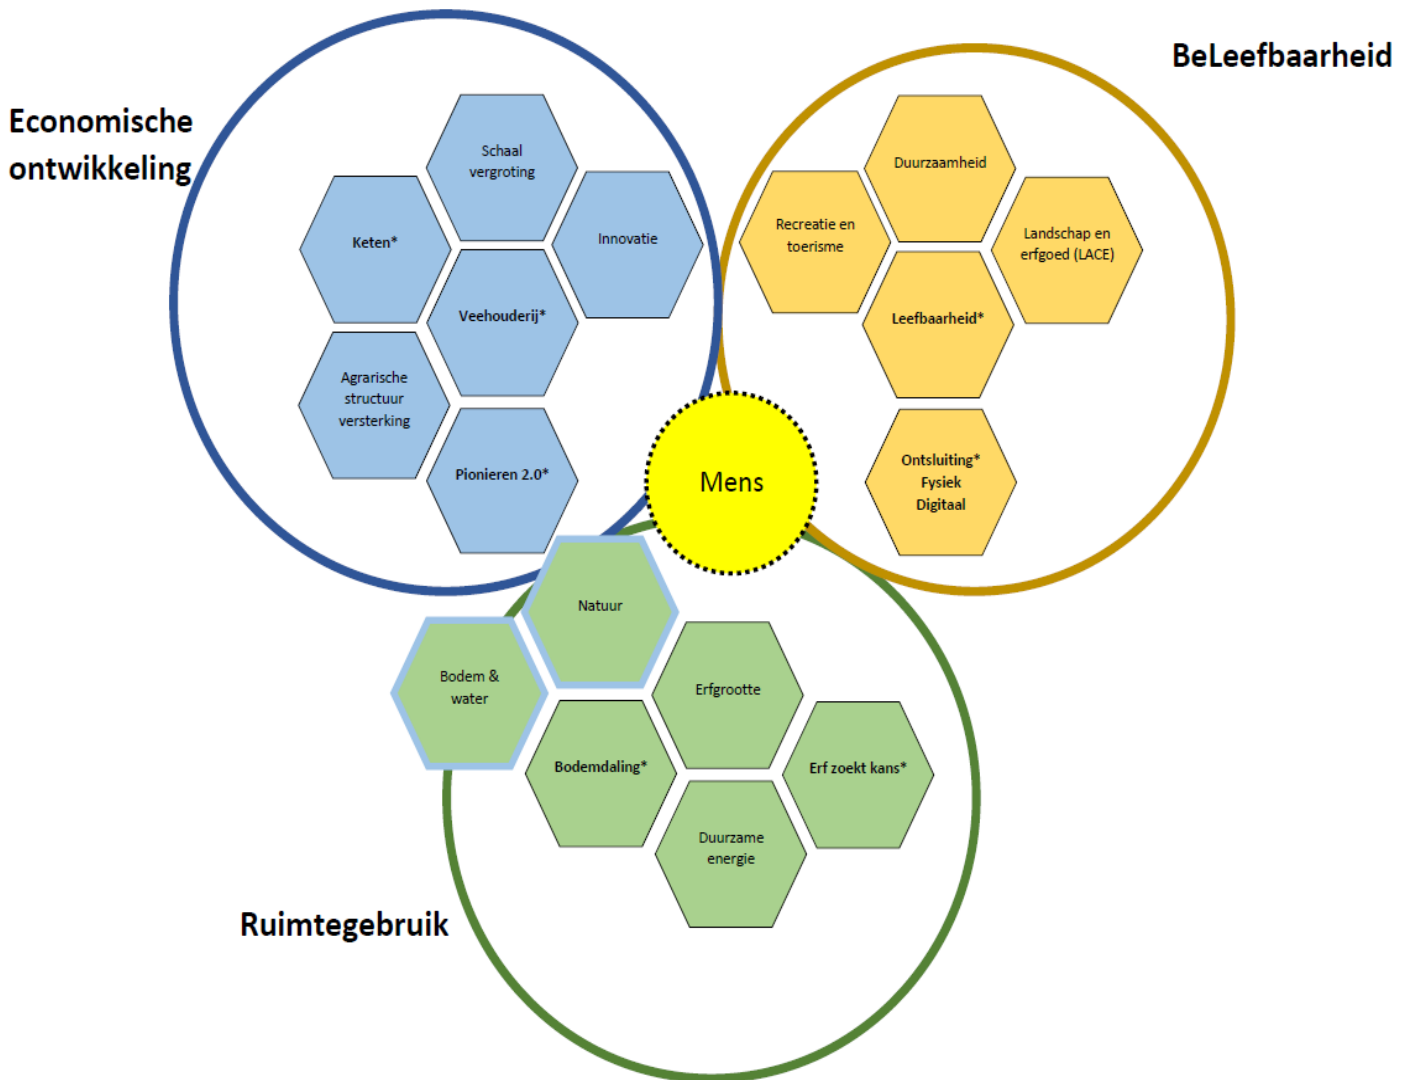 Economische
ontwikkeling
Schaal
vergroting
Keten*
Innovatie
Veehouderij*
Agrarische
structuur
versterking
Pionieren 2.0*
BeLeefbaarheid
Duurzaamheid
Recreatie en
toerisme
Landschap en
erfgoed (LACE)
Leefbaarheid*
Ontsluiting*
Fysiek
Digitaal
Mens
Natuur
Bodem &
water
Erfgrootte
Bodemdaling*
Erf zoekt kans*
Duurzame
energie
Ruimtegebruik